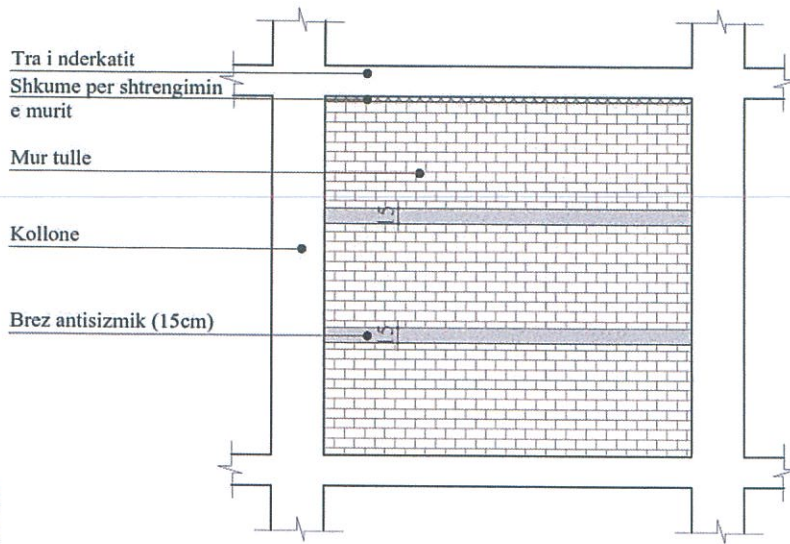 Tra i nderkatit
Shkume per shtrengimin
e murit
Mur tulle
15
Kollone
Brez antisizmik (15cm)
15